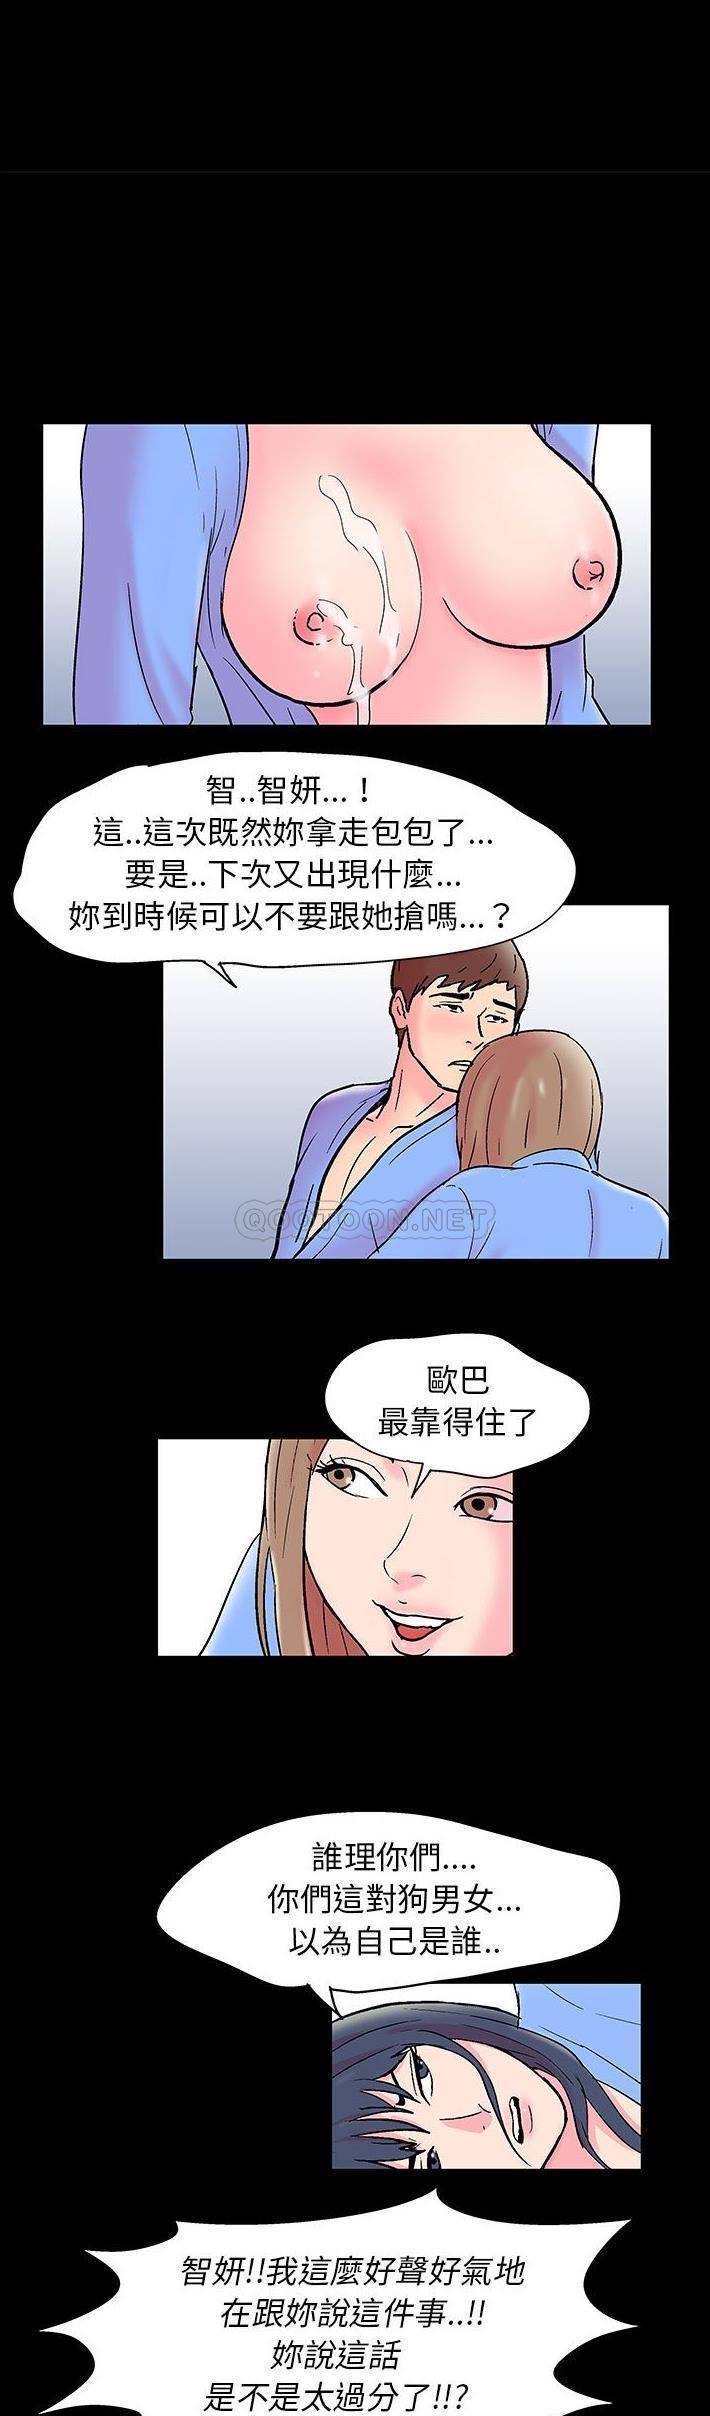 智..智妍...！
這..這次既然妳拿走包包了...
要是..下次又出現什麼...
妳到時候可以不要跟她搶嗎...？
QOOTOON.NET
歐巴
最靠得住了
誰理你們....
你們這對狗男女...
以為自己是誰..
智妍!!我這麼好聲好氣地
在跟妳說這件事..!!
妳說這話
是不是太過分了!!?